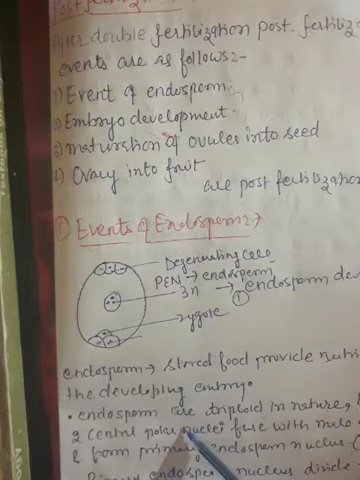 After double fertilization post. fertiliza
events are as follows:-
1) Event of endosperm.
2) Embryo development.
3) maturation of ovules into seed
4) Ovary into fruit
are post fertilization
① Events of Endosperm:→
Degenerating cell
PEN → endosperm
3n → endosperm dev
①
zygote
endosperm → stored food provide nutri
the developing embryo.
• endosperm are triploid in nature,
2 central polar nuclei fuse with male
& form primary endosperm nucleus.
endosperm nucleus divide